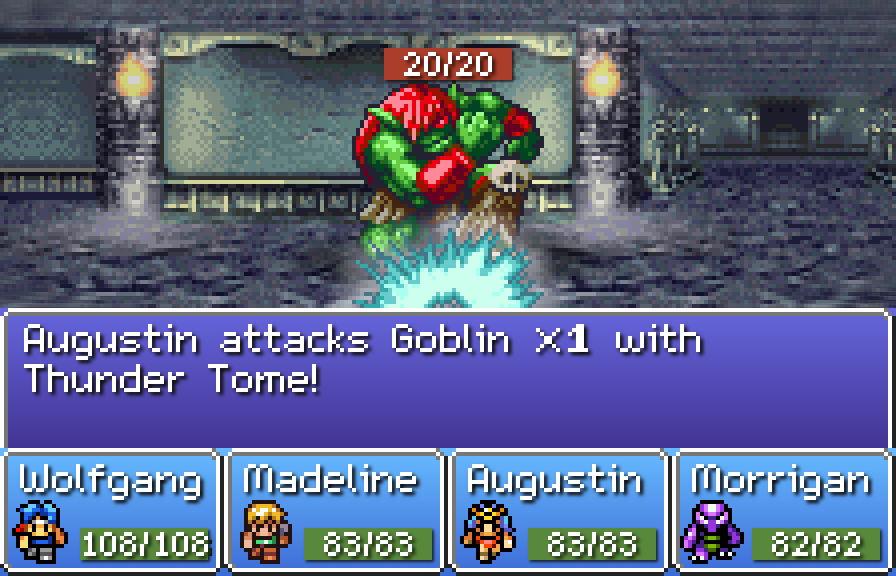 20/20
Augustin attacks Goblin ×1 with
Thunder Tome!
Wolfgang
108/108
Madeline
83/83
Augustin
83/83
Morrigan
82/82